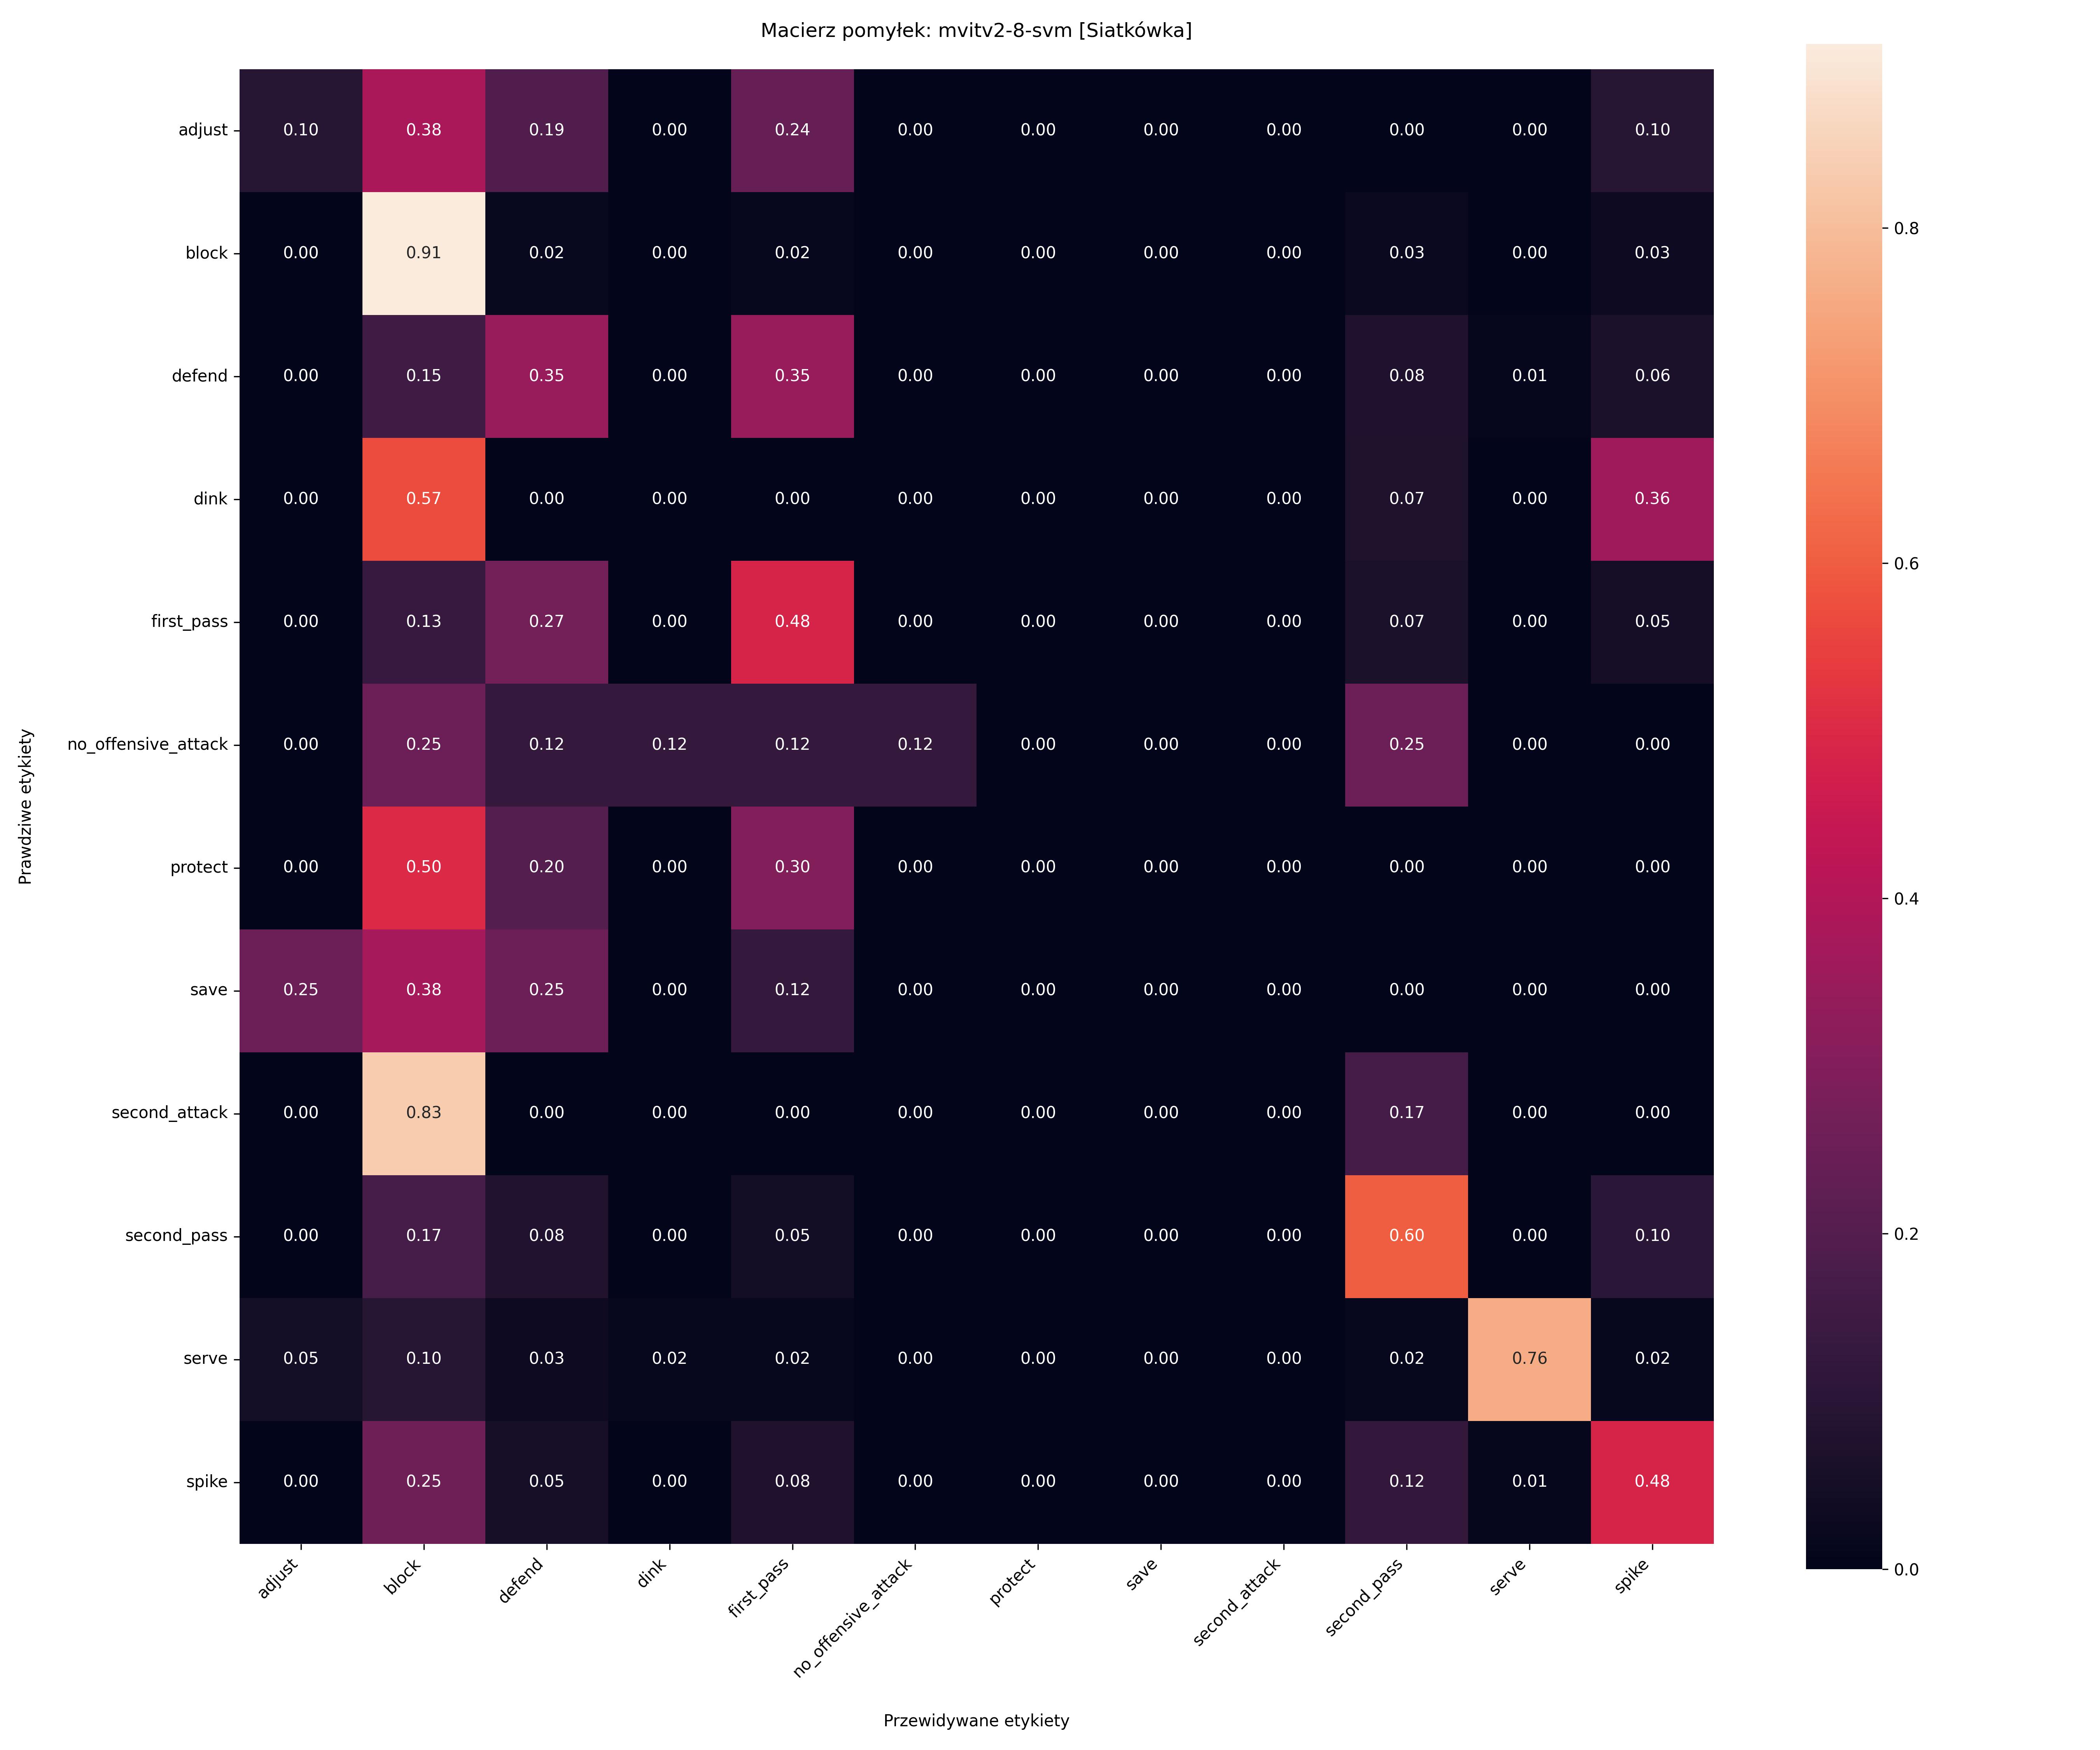 Macierz pomyłek: mvitv2-8-svm [Siatkówka]
adjust 0.10 0.38 0.19 0.00 0.24 0.00 0.00 0.00 0.00 0.00 0.00 0.10
block 0.00 0.91 0.02 0.00 0.02 0.00 0.00 0.00 0.00 0.03 0.00 0.03
defend 0.00 0.15 0.35 0.00 0.35 0.00 0.00 0.00 0.00 0.08 0.01 0.06
dink 0.00 0.57 0.00 0.00 0.00 0.00 0.00 0.00 0.00 0.07 0.00 0.36
first_pass 0.00 0.13 0.27 0.00 0.48 0.00 0.00 0.00 0.00 0.07 0.00 0.05
no_offensive_attack 0.00 0.25 0.12 0.12 0.12 0.12 0.00 0.00 0.00 0.25 0.00 0.00
protect 0.00 0.50 0.20 0.00 0.30 0.00 0.00 0.00 0.00 0.00 0.00 0.00
save 0.25 0.38 0.25 0.00 0.12 0.00 0.00 0.00 0.00 0.00 0.00 0.00
second_attack 0.00 0.83 0.00 0.00 0.00 0.00 0.00 0.00 0.00 0.17 0.00 0.00
second_pass 0.00 0.17 0.08 0.00 0.05 0.00 0.00 0.00 0.00 0.60 0.00 0.10
serve 0.05 0.10 0.03 0.02 0.02 0.00 0.00 0.00 0.00 0.02 0.76 0.02
spike 0.00 0.25 0.05 0.00 0.08 0.00 0.00 0.00 0.00 0.12 0.01 0.48
adjust block defend dink first_pass no_offensive_attack protect save second_attack second_pass serve spike
Przewidywane etykiety
Prawdziwe etykiety
0.8
0.6
0.4
0.2
0.0